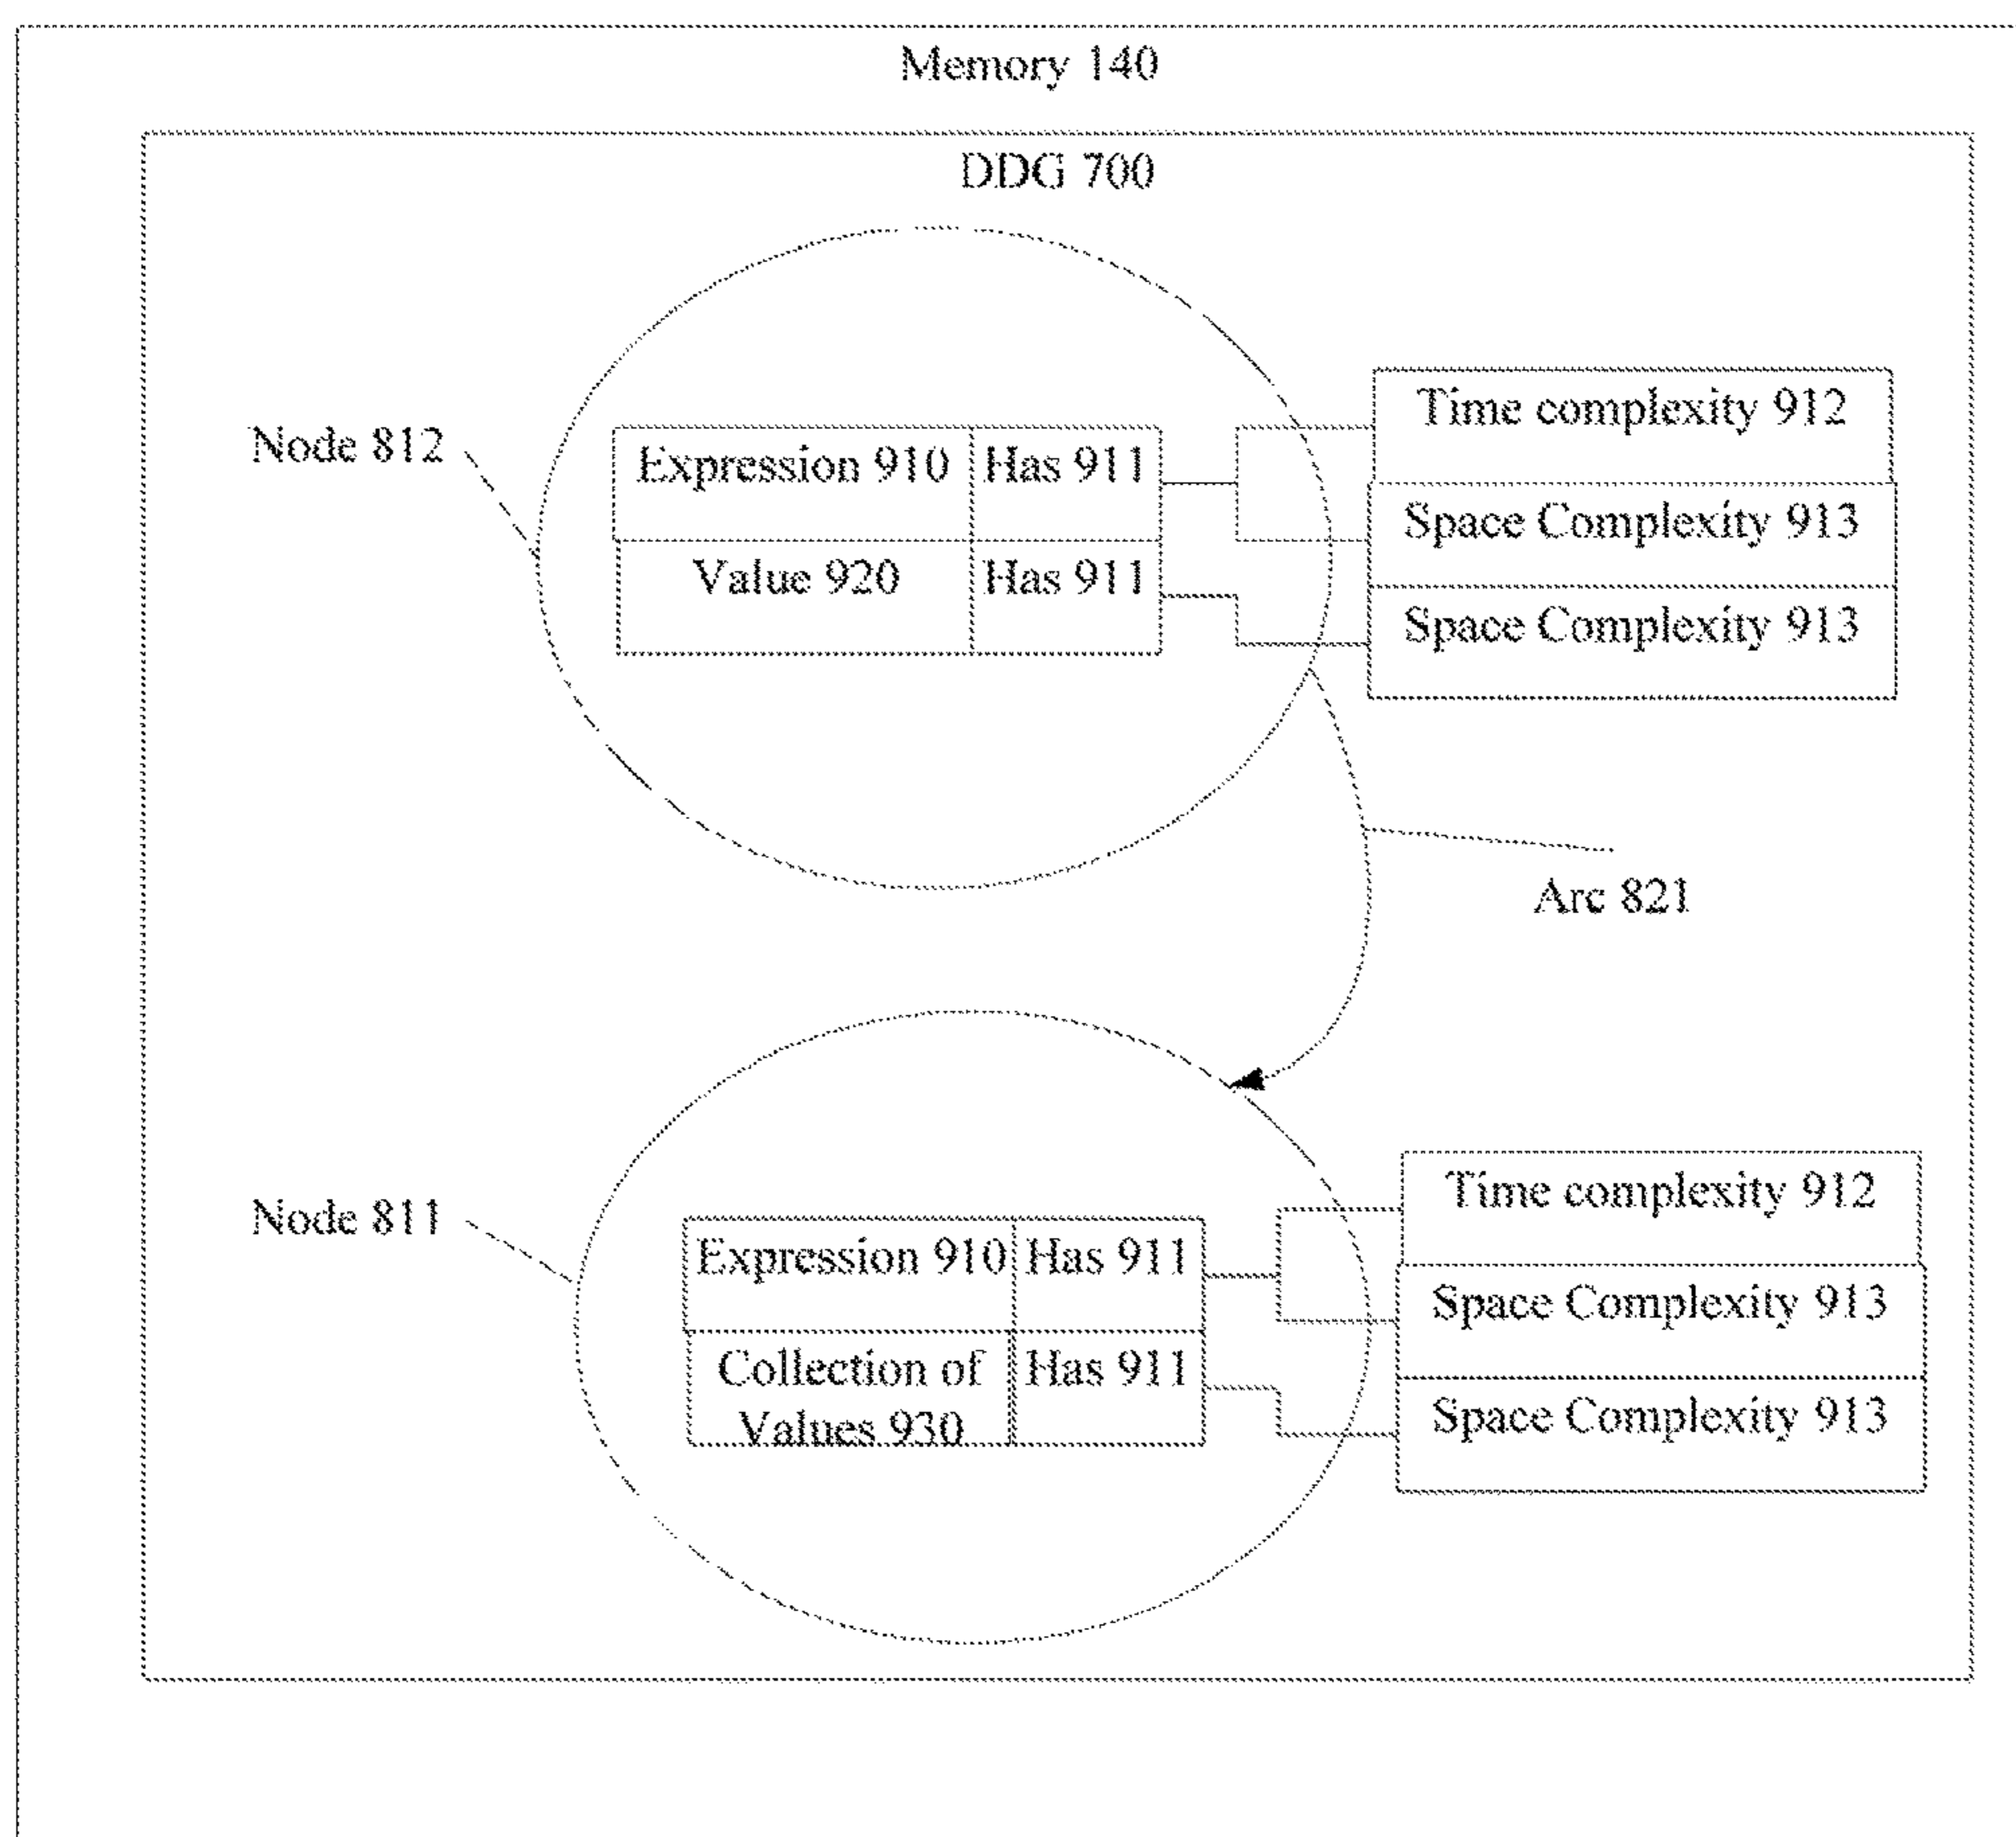 Memory 140
DDG 700
Node 812
Expression 910
Has 911
Time complexity 912
Space Complexity 913
Value 920
Has 911
Space Complexity 913
Arc 821
Node 811
Expression 910
Has 911
Time complexity 912
Space Complexity 913
Collection of
Values 930
Has 911
Space Complexity 913